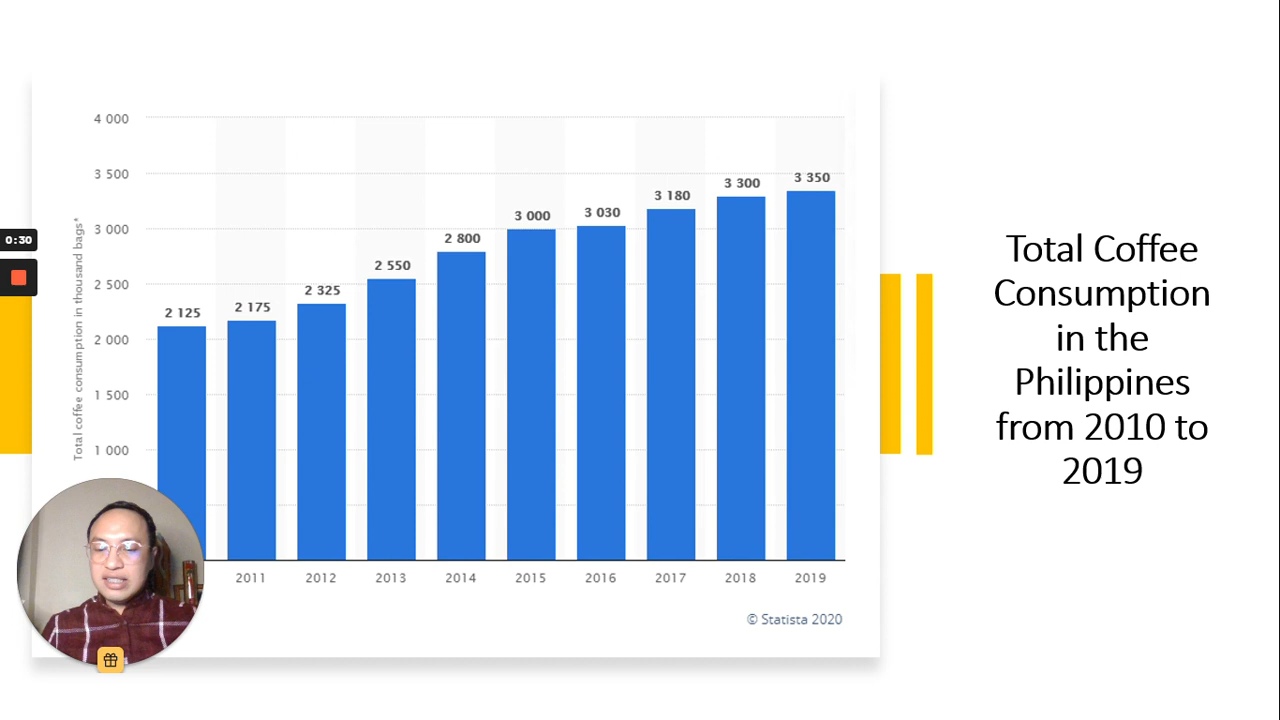 4 000
3 500
3 000
2 500
2 000
1 500
1 000
Total coffee consumption in thousand bags*
2 125
2 175
2 325
2 550
2 800
3 000
3 030
3 180
3 300
3 350
2011 2012 2013 2014 2015 2016 2017 2018 2019
© Statista 2020
0:30
Total Coffee
Consumption
in the
Philippines
from 2010 to
2019